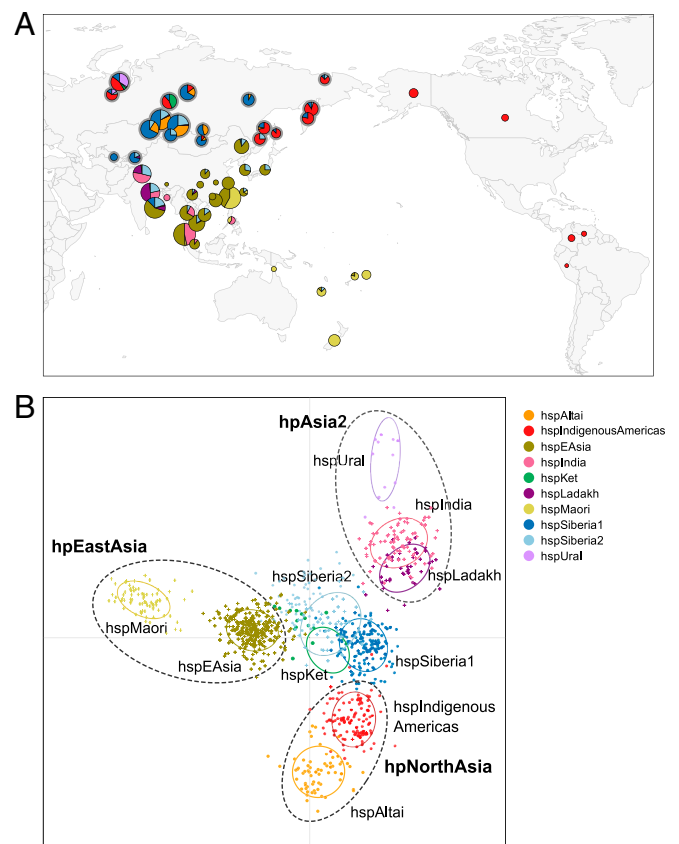 A
B
hpAsia2
hspUral
hspIndia
hpEastAsia
hspSiberia2
hspLadakh
hspMaori
hspEAsia
hspKet
hspSiberia1
hspIndigenous
Americas
hpNorthAsia
hspAltai
hspAltai
hspIndigenousAmericas
hspEAsia
hspIndia
hspKet
hspLadakh
hspMaori
hspSiberia1
hspSiberia2
hspUral